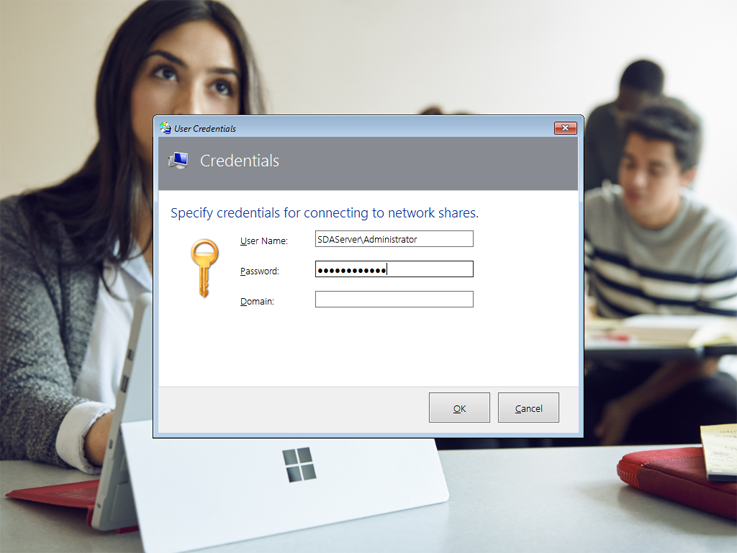 User Credentials
Credentials
Specify credentials for connecting to network shares.
User Name: SDAServer\Administrator
Password: ●●●●●●●●●●●●
Domain:
OK Cancel